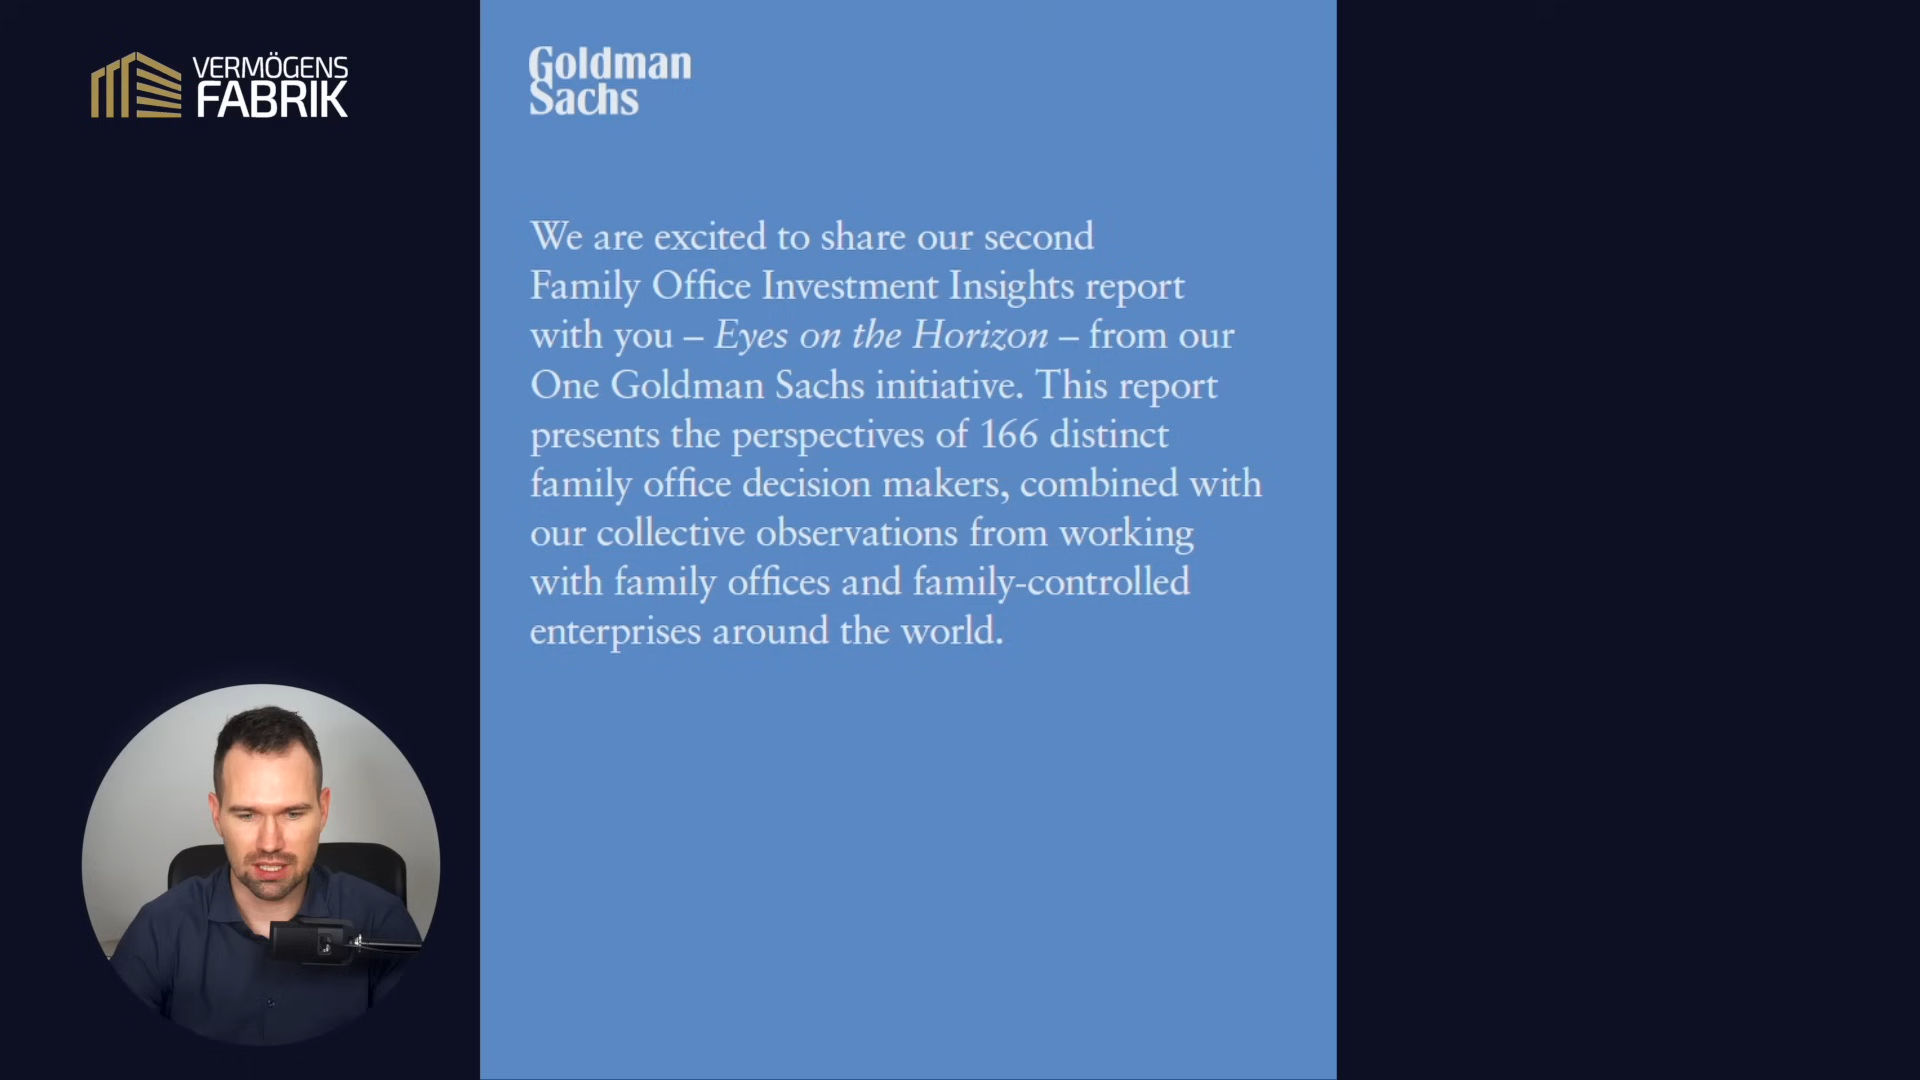 VERMÖGENS
FABRIK
Goldman
Sachs
We are excited to share our second
Family Office Investment Insights report
with you – Eyes on the Horizon – from our
One Goldman Sachs initiative. This report
presents the perspectives of 166 distinct
family office decision makers, combined with
our collective observations from working
with family offices and family-controlled
enterprises around the world.